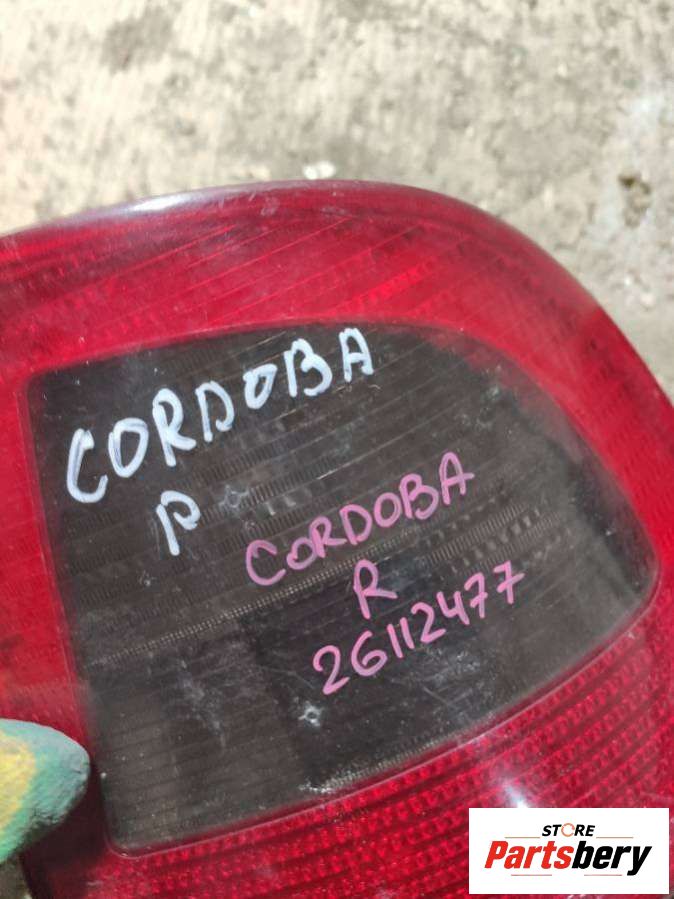 CORDOBA
P
CORDOBA
R
26112477
STORE
Partsbery